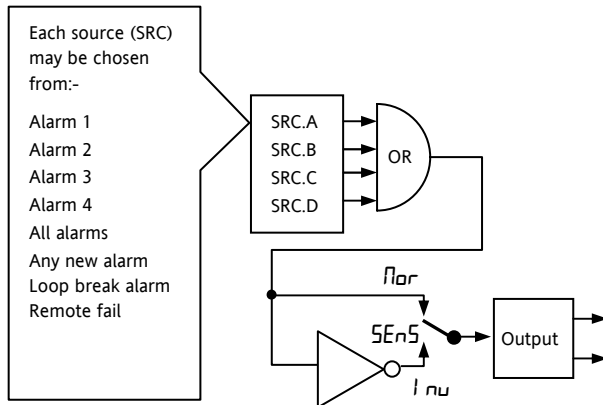 Each source (SRC)
may be chosen
from:-
Alarm 1
Alarm 2
Alarm 3
Alarm 4
All alarms
Any new alarm
Loop break alarm
Remote fail
SRC.A
SRC.B
SRC.C
SRC.D
OR
nor
SEnS
Inv
Output